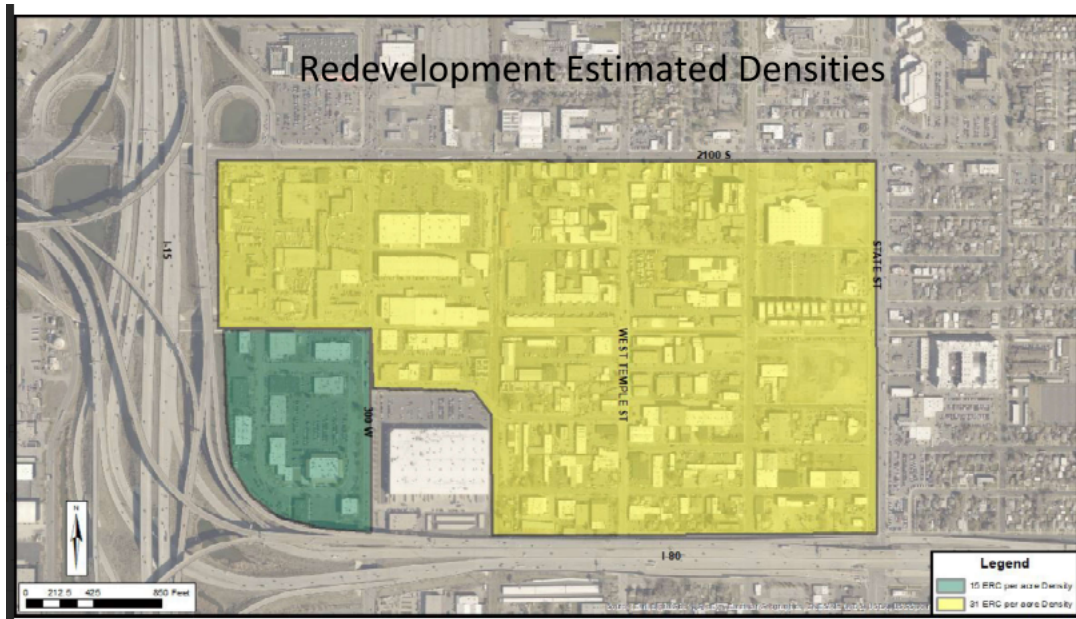 Redevelopment Estimated Densities
2100 S
I-15
STATE ST
WEST TEMPLE ST
300 W
I-80
N
0 212.5 425 850 Feet
Legend
15 ERC per acre Density
31 ERC per acre Density